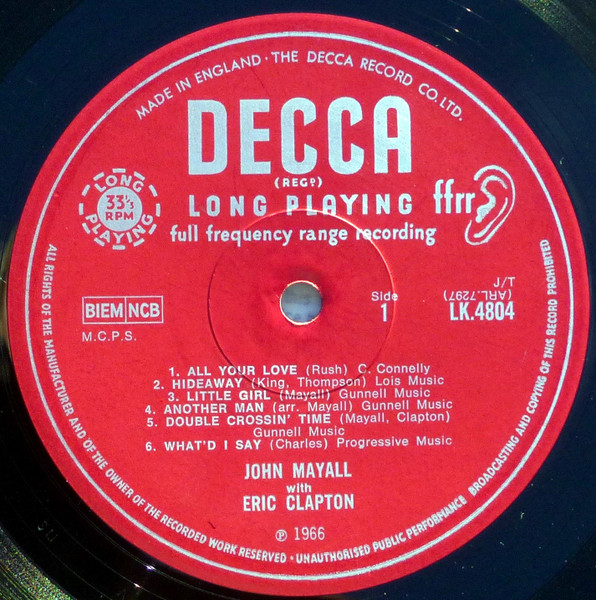 MADE IN ENGLAND · THE DECCA RECORD CO. LTD.
DECCA
(REGD)
LONG PLAYING
33⅓ RPM
LONG PLAYING
ffrr
full frequency range recording
BIEM NCB
M.C.P.S.
Side
1
T/J
(ARL.7297)
LK.4804
1. ALL YOUR LOVE (Rush) C. Connelly
2. HIDEAWAY (King, Thompson) Lois Music
3. LITTLE GIRL (Mayall) Gunnell Music
4. ANOTHER MAN (arr. Mayall) Gunnell Music
5. DOUBLE CROSSIN' TIME (Mayall, Clapton)
Gunnell Music
6. WHAT'D I SAY (Charles) Progressive Music
JOHN MAYALL
with
ERIC CLAPTON
℗ 1966
ALL RIGHTS OF THE MANUFACTURER AND OF THE OWNER OF THE RECORDED WORK RESERVED · UNAUTHORISED PUBLIC PERFORMANCE BROADCASTING AND COPYING OF THIS RECORD PROHIBITED